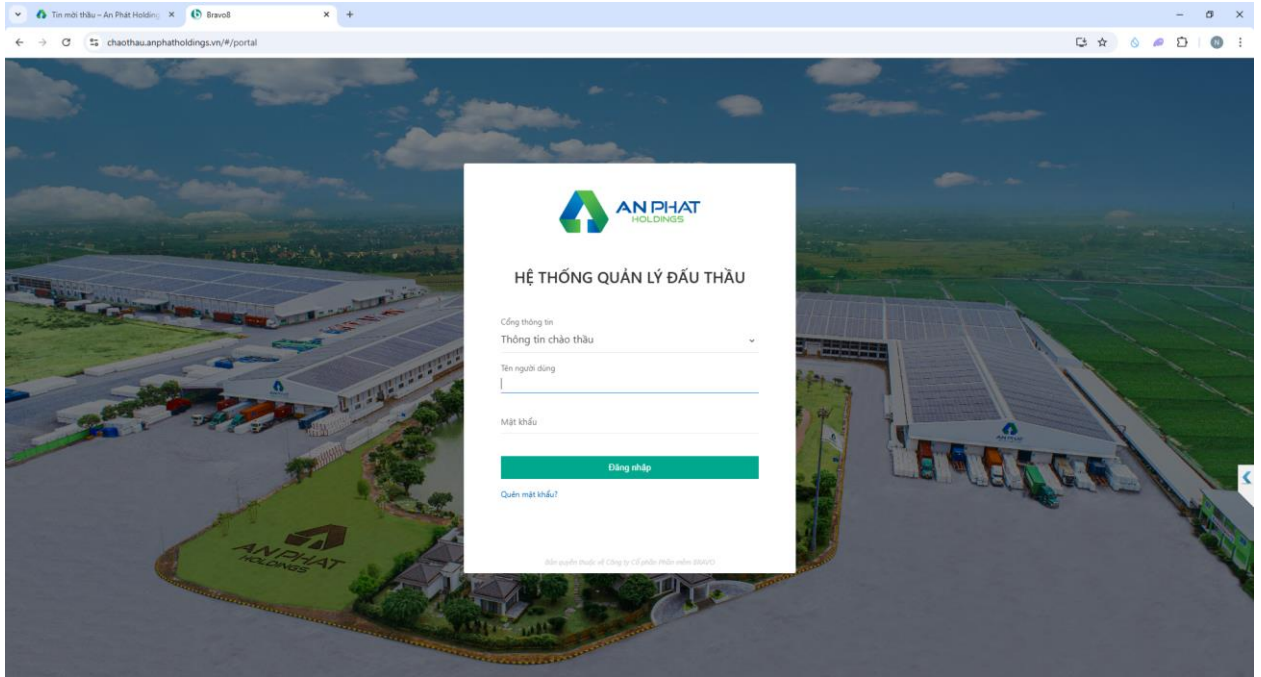 Tin mới thầu – An Phát Holding
Bravo8
chaothau.anphatholdings.vn/#/portal
N
AN PHAT
HOLDINGS
HỆ THỐNG QUẢN LÝ ĐẤU THẦU
Cổng thông tin
Thông tin chào thầu
Tên người dùng
Mật khẩu
Đăng nhập
Quên mật khẩu?
AN PHAT
HOLDINGS
Bản quyền thuộc về Công ty Cổ phần Phần mềm BRAVO